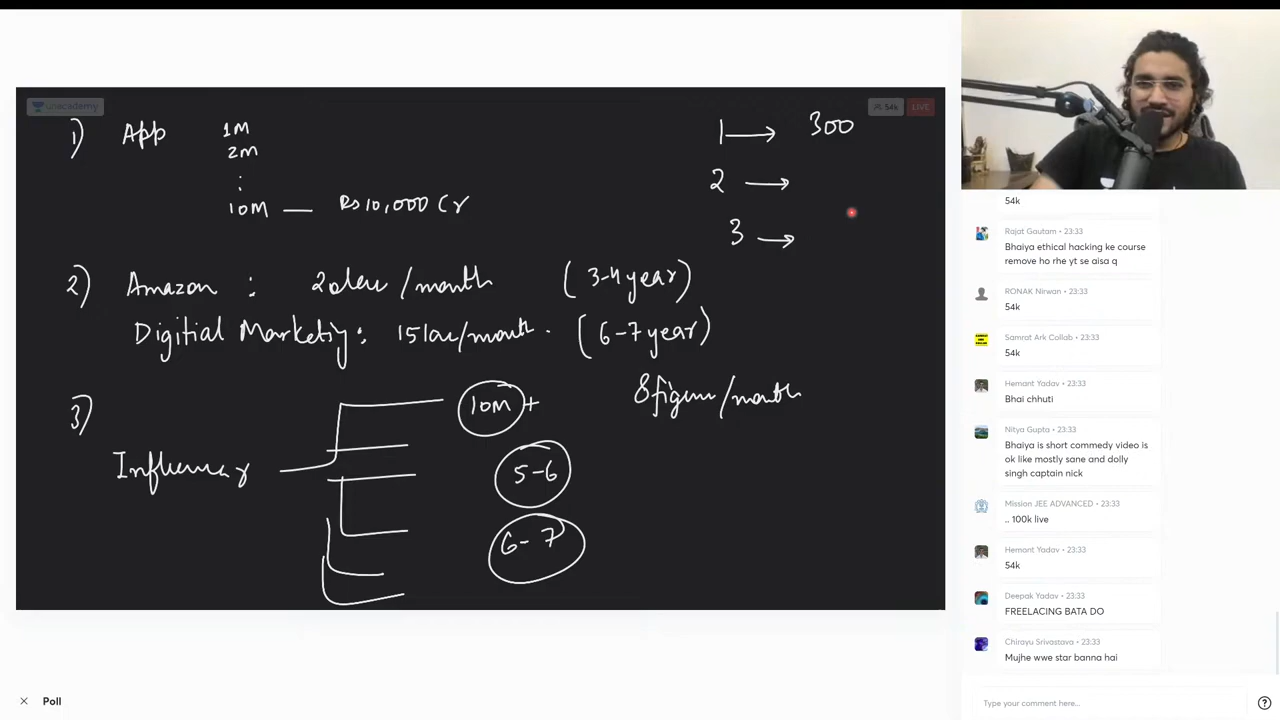 unacademy
54k
LIVE
1) App 1M
2M
:
10M — Rs 10,000 Cr
1 → 300
2 →
3 →
2) Amazon : 20lac/month (3-4 year)
Digitial Marketig: 15lac/month. (6-7 year)
3)
Influencer
10M +
8 figure/month
5-6
6-7
54k
Rajat Gautam • 23:33
Bhaiya ethical hacking ke course
remove ho rhe yt se aisa q
RONAK Nirwan • 23:33
54k
Samrat Ark Collab • 23:33
53k
Hemant Yadav • 23:33
Bhai chhuti
Nitya Gupta • 23:33
Bhaiya is short commedy video is
ok like mostly sane and dolly
singh captain nick
Mission JEE ADVANCED • 23:33
.. 100k live
Hemant Yadav • 23:33
54k
Deepak Yadav • 23:33
FREELACING BATA DO
Chirayu Srivastava • 23:33
Mujhe wwe star banna hai
× Poll
Type your comment here...
?